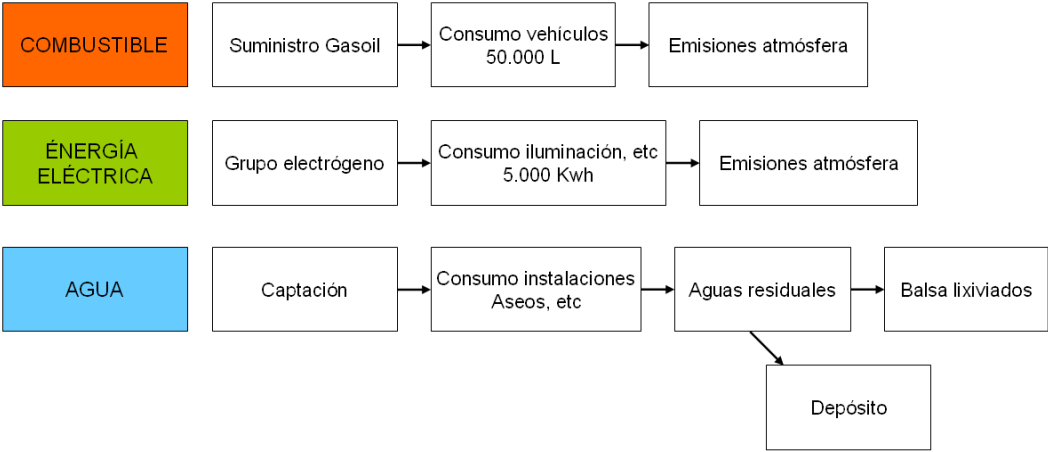 COMBUSTIBLE
Suministro Gasoil
Consumo vehículos
50.000 L
Emisiones atmósfera
ÉNERGÍA
ELÉCTRICA
Grupo electrógeno
Consumo iluminación, etc
5.000 Kwh
Emisiones atmósfera
AGUA
Captación
Consumo instalaciones
Aseos, etc
Aguas residuales
Balsa lixiviados
Depósito